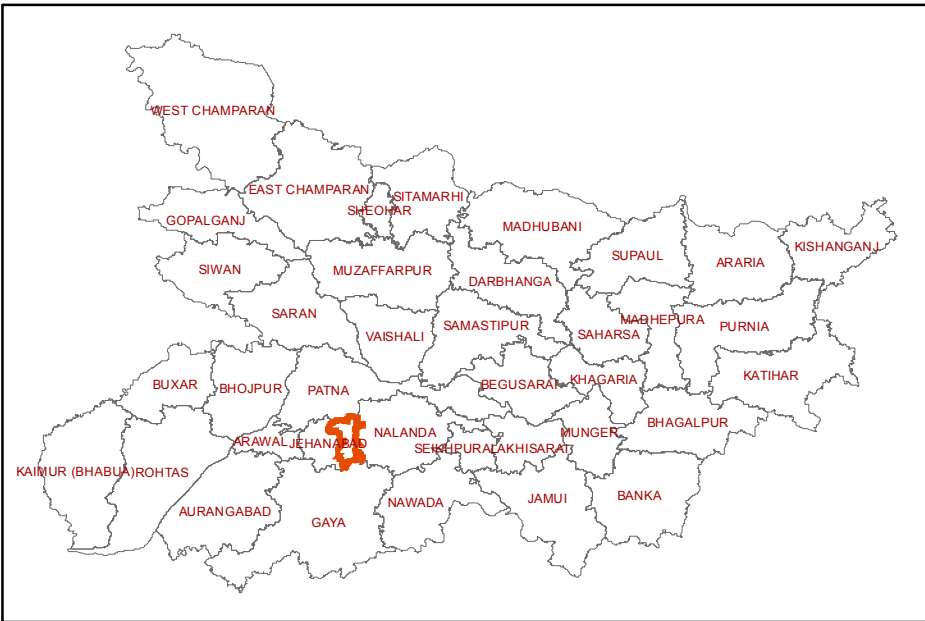 WEST CHAMPARAN
EAST CHAMPARAN
SITAMARHI
SHEOHAR
GOPALGANJ
MADHUBANI
KISHANGANJ
SUPAUL
ARARIA
SIWAN
MUZAFFARPUR
DARBHANGA
SARAN
SAMASTIPUR
MADHEPURA
PURNIA
VAISHALI
SAHARSA
KATIHAR
BUXAR
BHOJPUR
PATNA
BEGUSARAI
KHAGARIA
BHAGALPUR
ARAWAL
JEHANABAD
NALANDA
MUNGER
SEIKHPURA
LAKHISARAI
KAIMUR (BHABUA)
ROHTAS
BANKA
JAMUI
NAWADA
AURANGABAD
GAYA